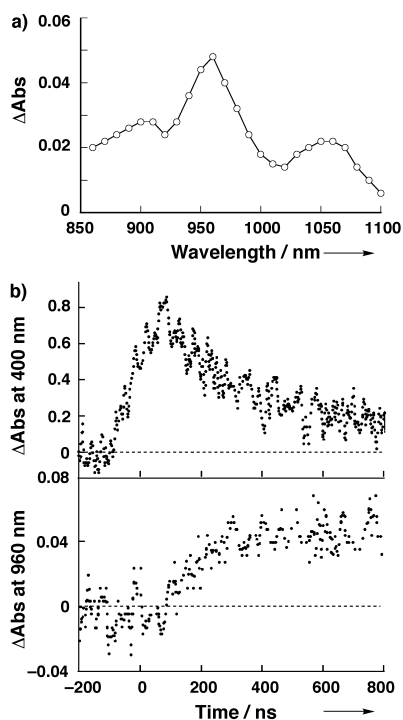 a)
0.06
0.04
0.02
0
ΔAbs
850 900 950 1000 1050 1100
Wavelength / nm
b)
0.8
0.6
0.4
0.2
0
ΔAbs at 400 nm
0.08
0.04
0
−0.04
ΔAbs at 960 nm
−200 0 200 400 600 800
Time / ns